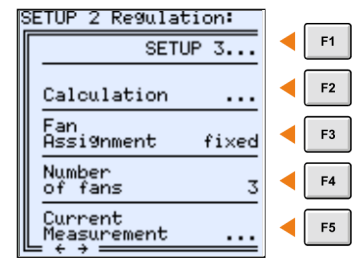 SETUP 2 Regulation:
SETUP 3... F1
Calculation ... F2
Fan
Assignment fixed F3
Number
of fans 3 F4
Current
Measurement ... F5
← →